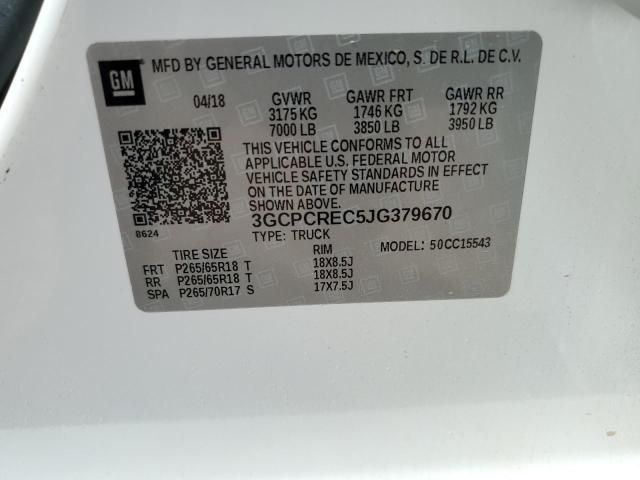 GM MFD BY GENERAL MOTORS DE MEXICO, S. DE R.L. DE C.V.
04/18 GVWR GAWR FRT GAWR RR
3175 KG 1746 KG 1792 KG
7000 LB 3850 LB 3950 LB
THIS VEHICLE CONFORMS TO ALL
APPLICABLE U.S. FEDERAL MOTOR
VEHICLE SAFETY STANDARDS IN EFFECT
ON THE DATE OF MANUFACTURE
SHOWN ABOVE.
8624 3GCPCREC5JG379670
TYPE: TRUCK
TIRE SIZE RIM MODEL: 50CC15543
FRT P265/65R18 T 18X8.5J
RR P265/65R18 T 18X8.5J
SPA P265/70R17 S 17X7.5J